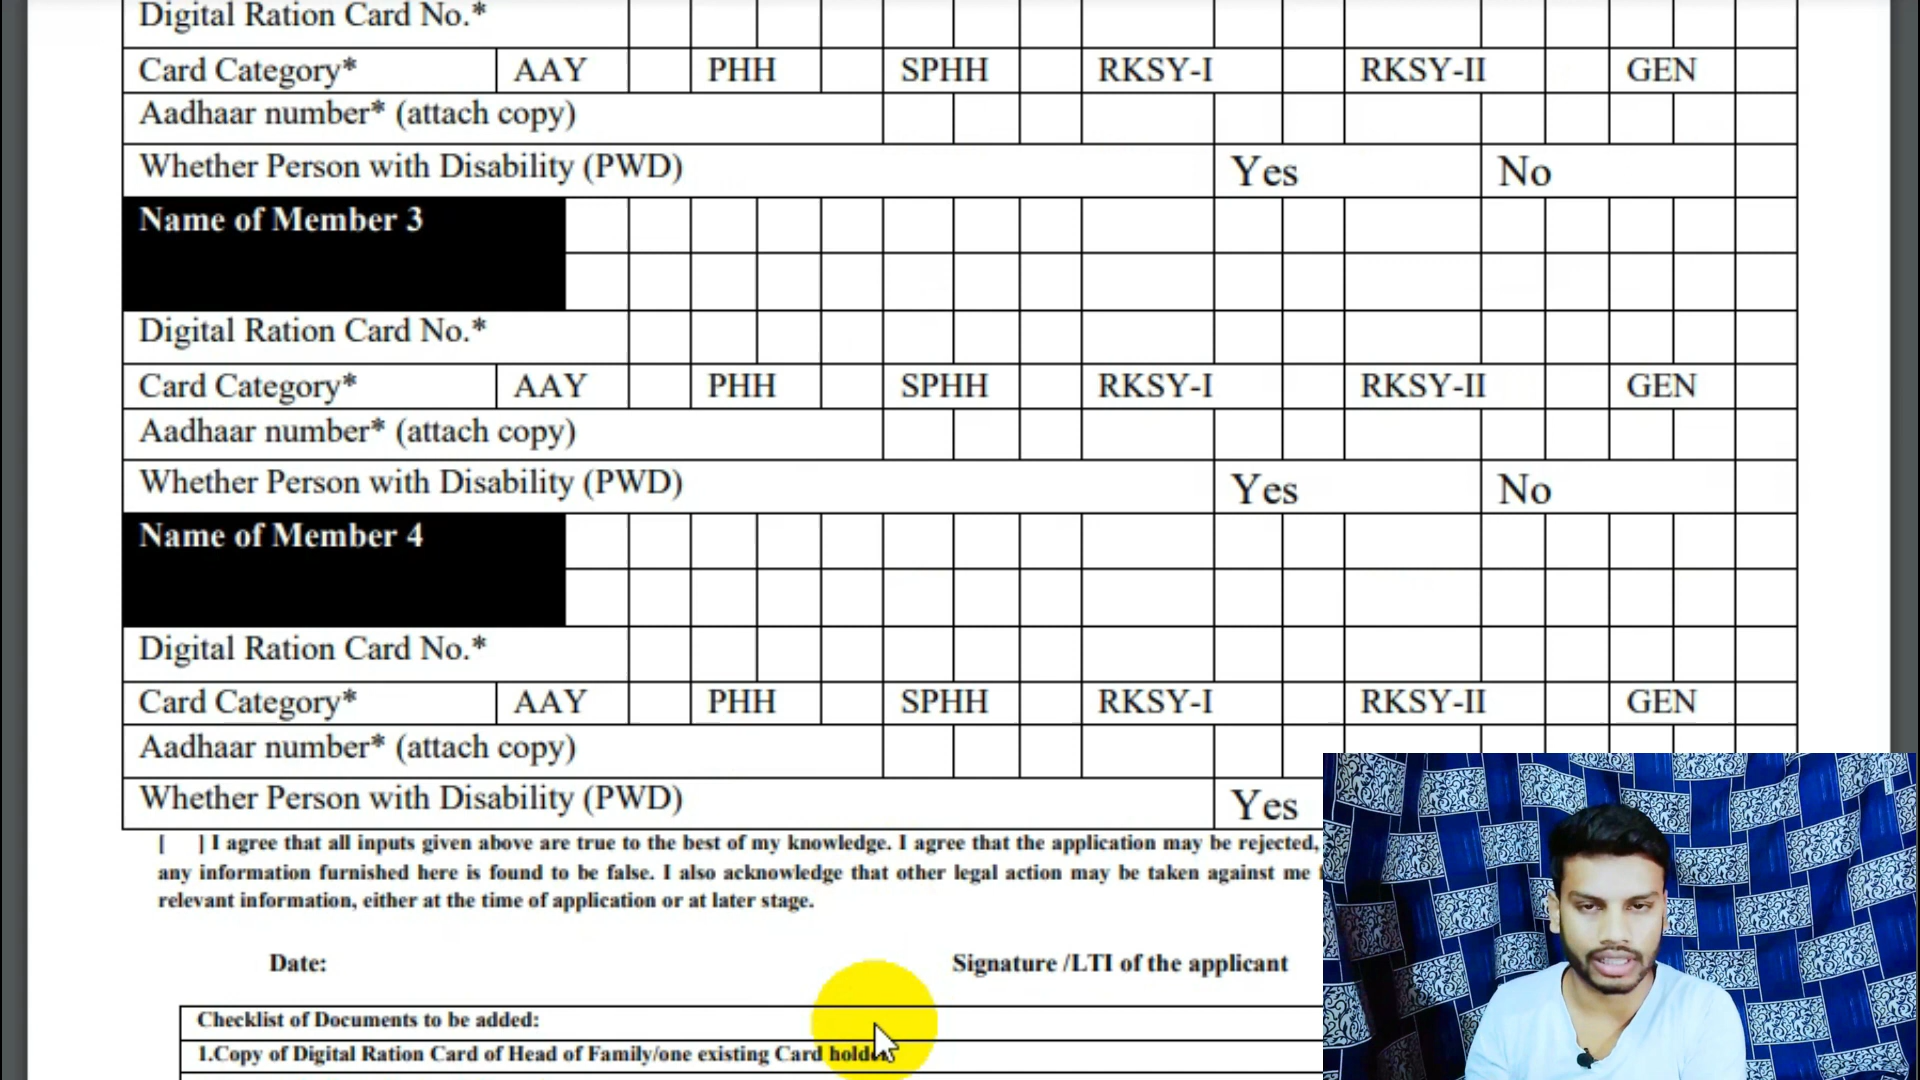 Digital Ration Card No.*
Card Category* AAY PHH SPHH RKSY-I RKSY-II GEN
Aadhaar number* (attach copy)
Whether Person with Disability (PWD) Yes No
Name of Member 3
Digital Ration Card No.*
Card Category* AAY PHH SPHH RKSY-I RKSY-II GEN
Aadhaar number* (attach copy)
Whether Person with Disability (PWD) Yes No
Name of Member 4
Digital Ration Card No.*
Card Category* AAY PHH SPHH RKSY-I RKSY-II GEN
Aadhaar number* (attach copy)
Whether Person with Disability (PWD) Yes
[ ] I agree that all inputs given above are true to the best of my knowledge. I agree that the application may be rejected,
any information furnished here is found to be false. I also acknowledge that other legal action may be taken against me
relevant information, either at the time of application or at later stage.
Date: Signature /LTI of the applicant
Checklist of Documents to be added:
1.Copy of Digital Ration Card of Head of Family/one existing Card holder